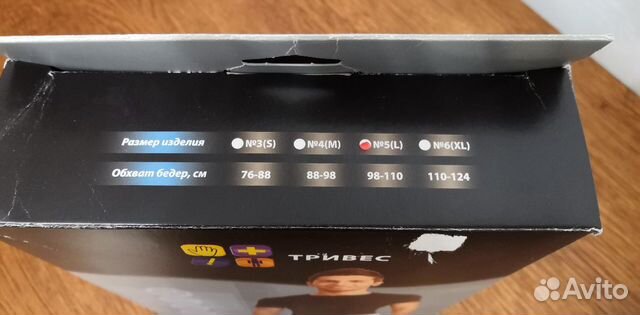 Размер изделия №3(S) №4(M) №5(L) №6(XL)
Обхват бедер, см 76-88 88-98 98-110 110-124
ТРИВЕС
Avito